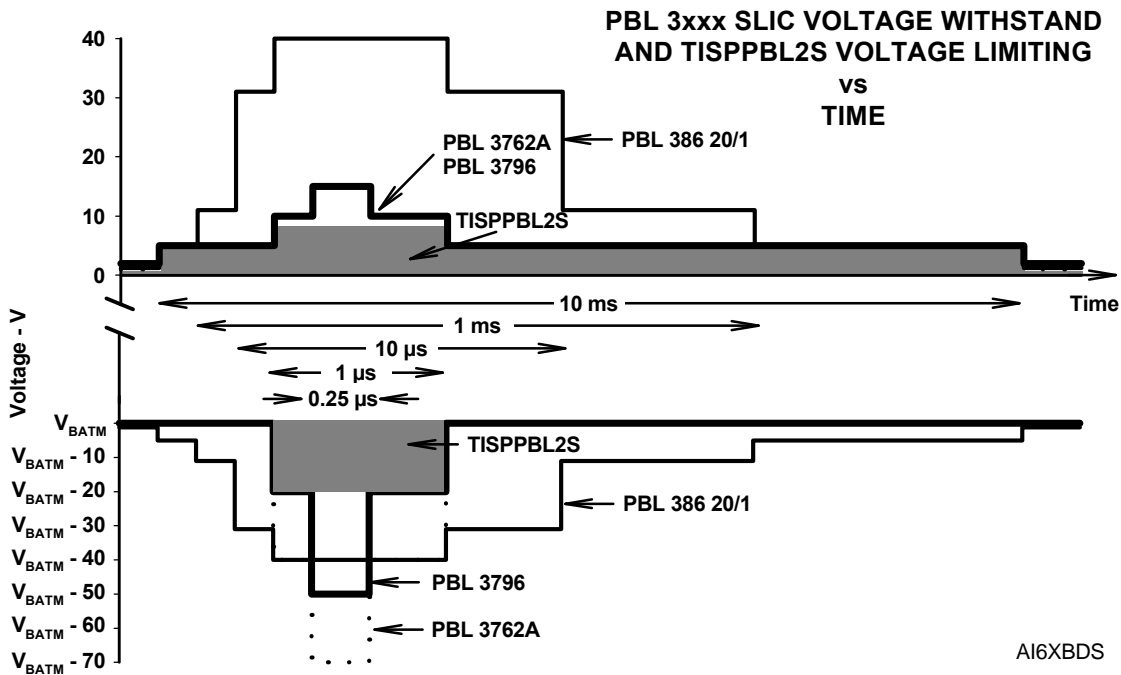 PBL 3xxx SLIC VOLTAGE WITHSTAND
AND TISPPBL2S VOLTAGE LIMITING
vs
TIME
40
30
20
10
0
PBL 3762A
PBL 3796
PBL 386 20/1
TISPPBL2S
Time
10 ms
1 ms
10 µs
1 µs
0.25 µs
Voltage - V
VBATM
VBATM - 10
VBATM - 20
VBATM - 30
VBATM - 40
VBATM - 50
VBATM - 60
VBATM - 70
TISPPBL2S
PBL 386 20/1
PBL 3796
PBL 3762A
AI6XBDS